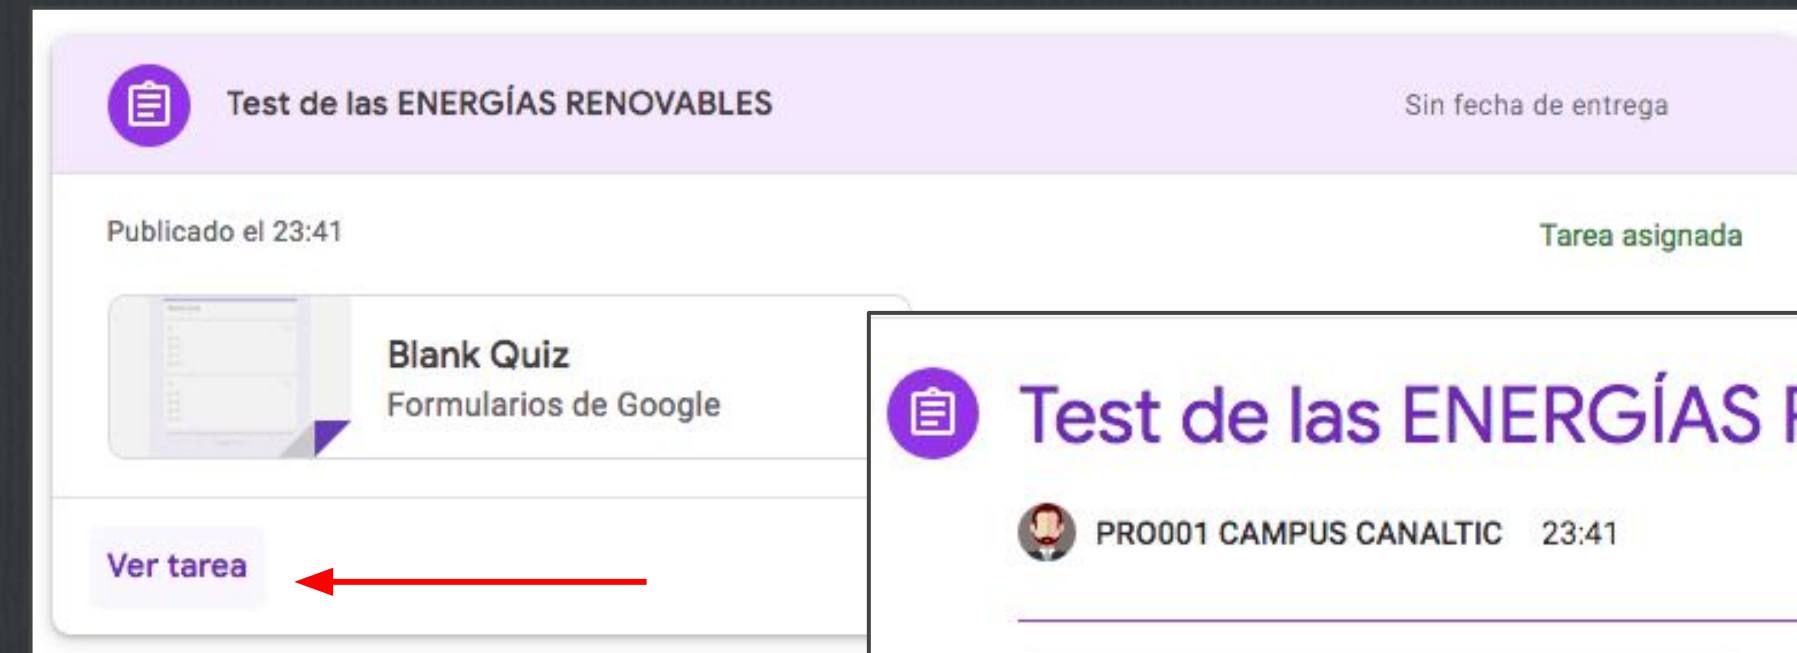 Test de las ENERGÍAS RENOVABLES
Sin fecha de entrega
Publicado el 23:41
Tarea asignada
Blank Quiz
Formularios de Google
Ver tarea
Test de las ENERGÍAS
PRO001 CAMPUS CANALTIC 23:41